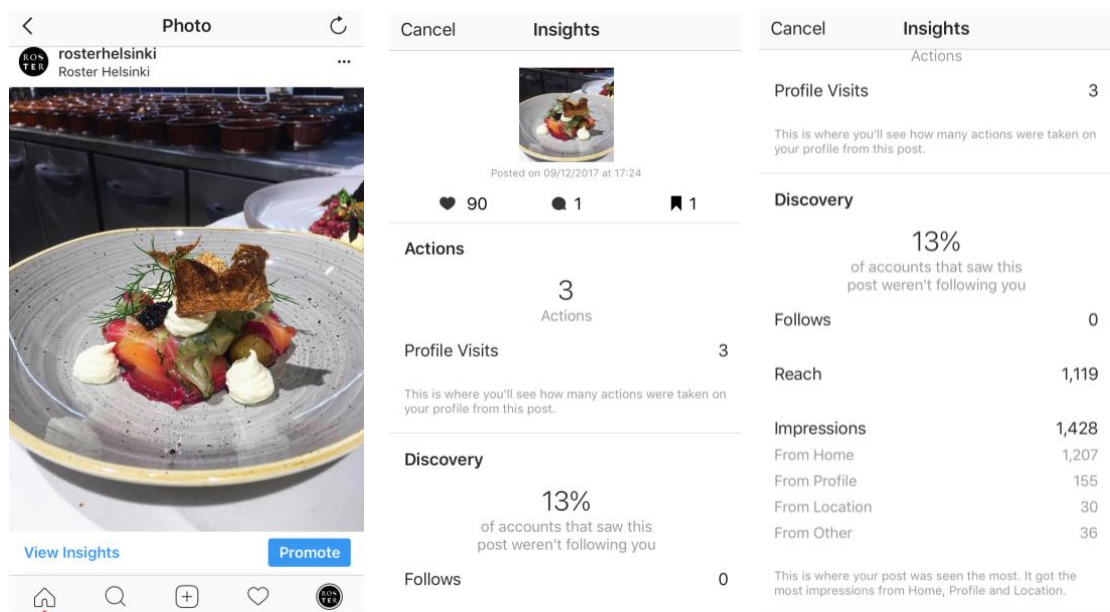 Photo
ROS
TER
rosterhelsinki
Roster Helsinki
View Insights
Promote
ROS
TER
Cancel Insights
Posted on 09/12/2017 at 17:24
90 1 1
Actions
3
Actions
Profile Visits 3
This is where you'll see how many actions were taken on
your profile from this post.
Discovery
13%
of accounts that saw this
post weren't following you
Follows 0
Cancel Insights
Actions
Profile Visits 3
This is where you'll see how many actions were taken on
your profile from this post.
Discovery
13%
of accounts that saw this
post weren't following you
Follows 0
Reach 1,119
Impressions 1,428
From Home 1,207
From Profile 155
From Location 30
From Other 36
This is where your post was seen the most. It got the
most impressions from Home, Profile and Location.